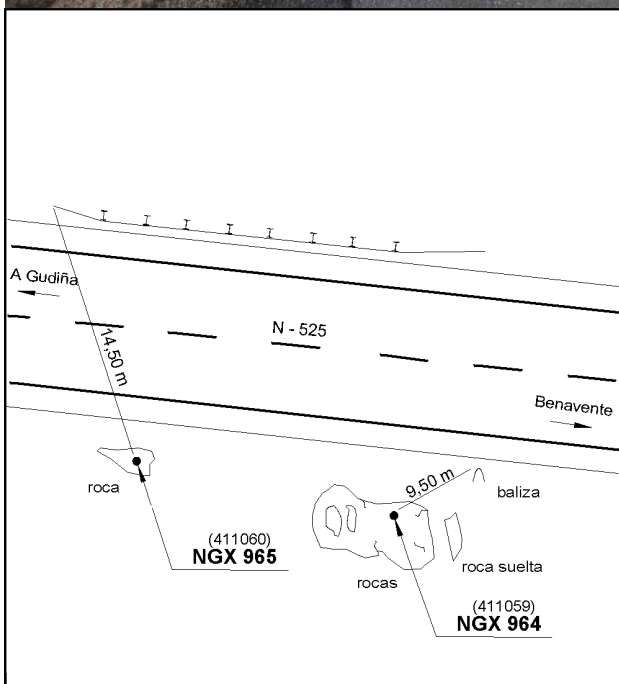 A Gudiña
N - 525
14,50 m
Benavente
9,50 m
baliza
roca
(411060)
NGX 965
roca suelta
rocas
(411059)
NGX 964